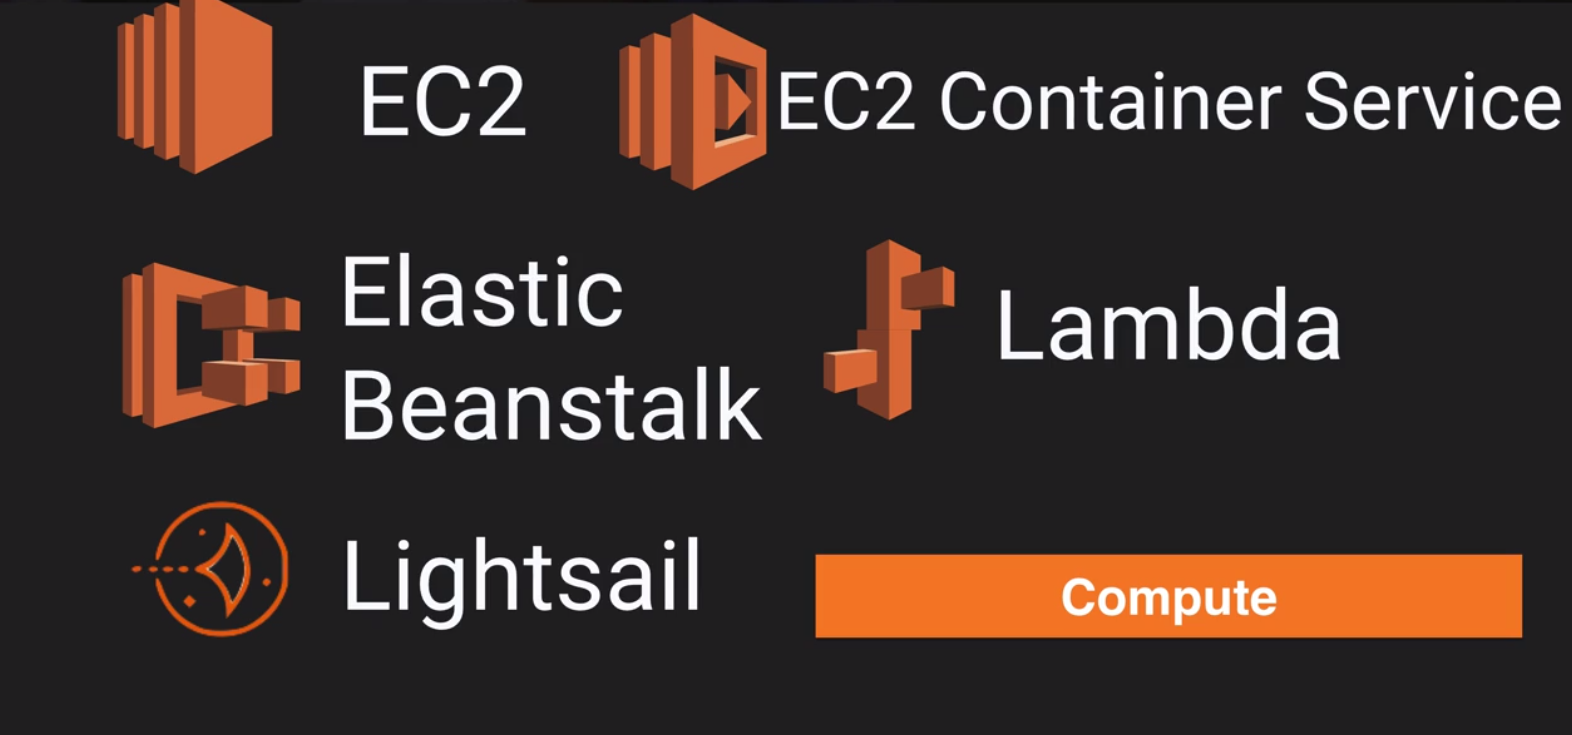 EC2
EC2 Container Service
Elastic
Beanstalk
Lambda
Lightsail
Compute